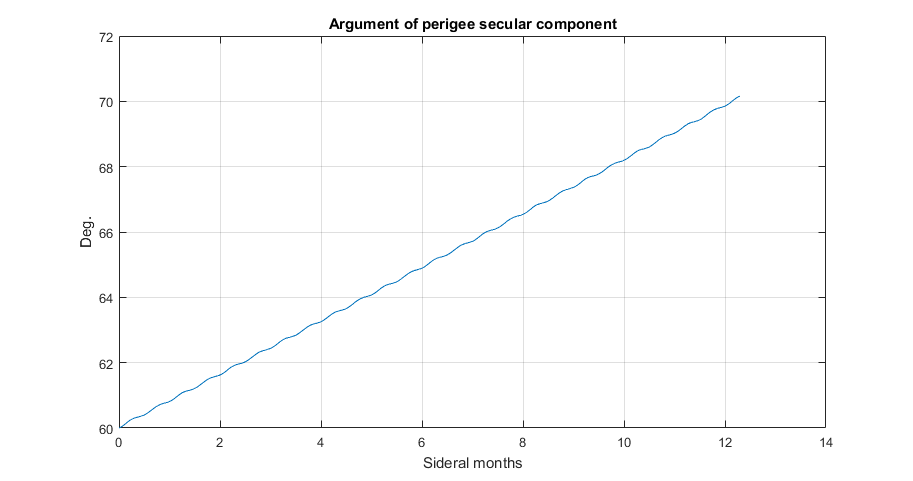 Argument of perigee secular component
72
70
68
66
64
62
60
Deg.
0 2 4 6 8 10 12 14
Sideral months